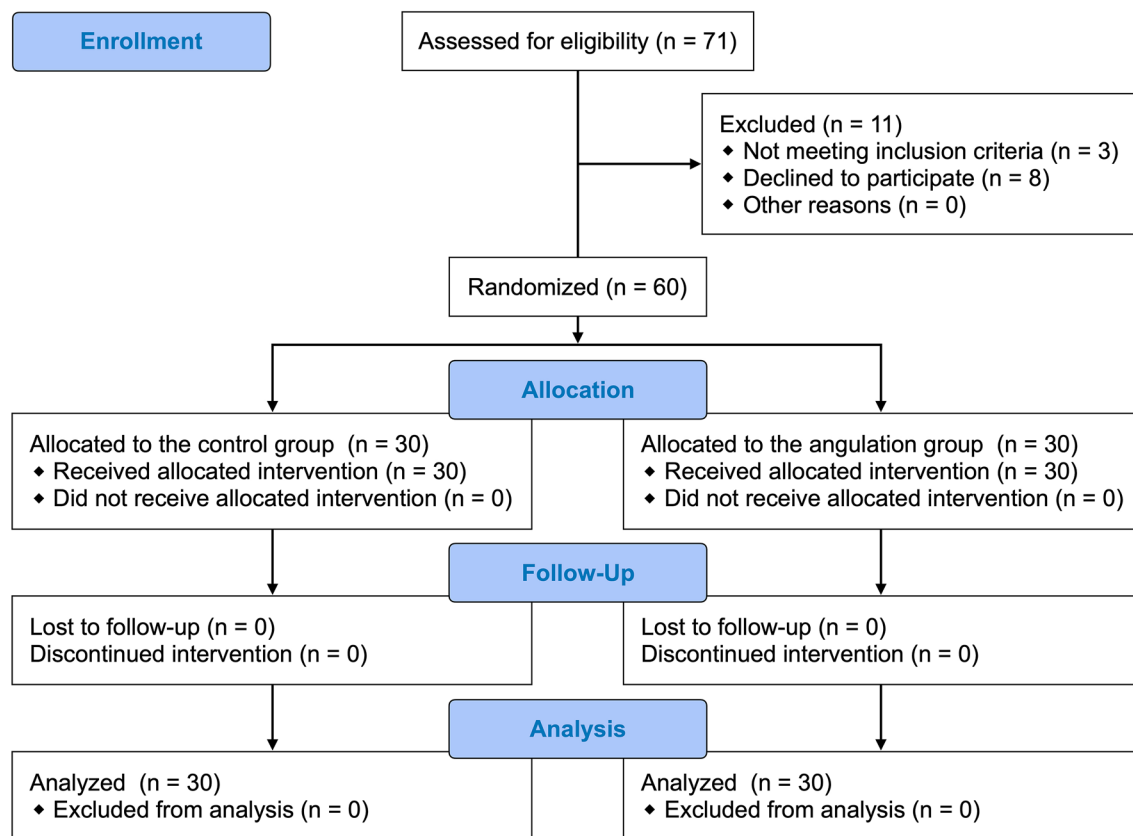 Enrollment
Assessed for eligibility (n = 71)
Excluded (n = 11)
◆ Not meeting inclusion criteria (n = 3)
◆ Declined to participate (n = 8)
◆ Other reasons (n = 0)
Randomized (n = 60)
Allocation
Allocated to the control group (n = 30)
◆ Received allocated intervention (n = 30)
◆ Did not receive allocated intervention (n = 0)
Allocated to the angulation group (n = 30)
◆ Received allocated intervention (n = 30)
◆ Did not receive allocated intervention (n = 0)
Follow-Up
Lost to follow-up (n = 0)
Discontinued intervention (n = 0)
Lost to follow-up (n = 0)
Discontinued intervention (n = 0)
Analysis
Analyzed (n = 30)
◆ Excluded from analysis (n = 0)
Analyzed (n = 30)
◆ Excluded from analysis (n = 0)